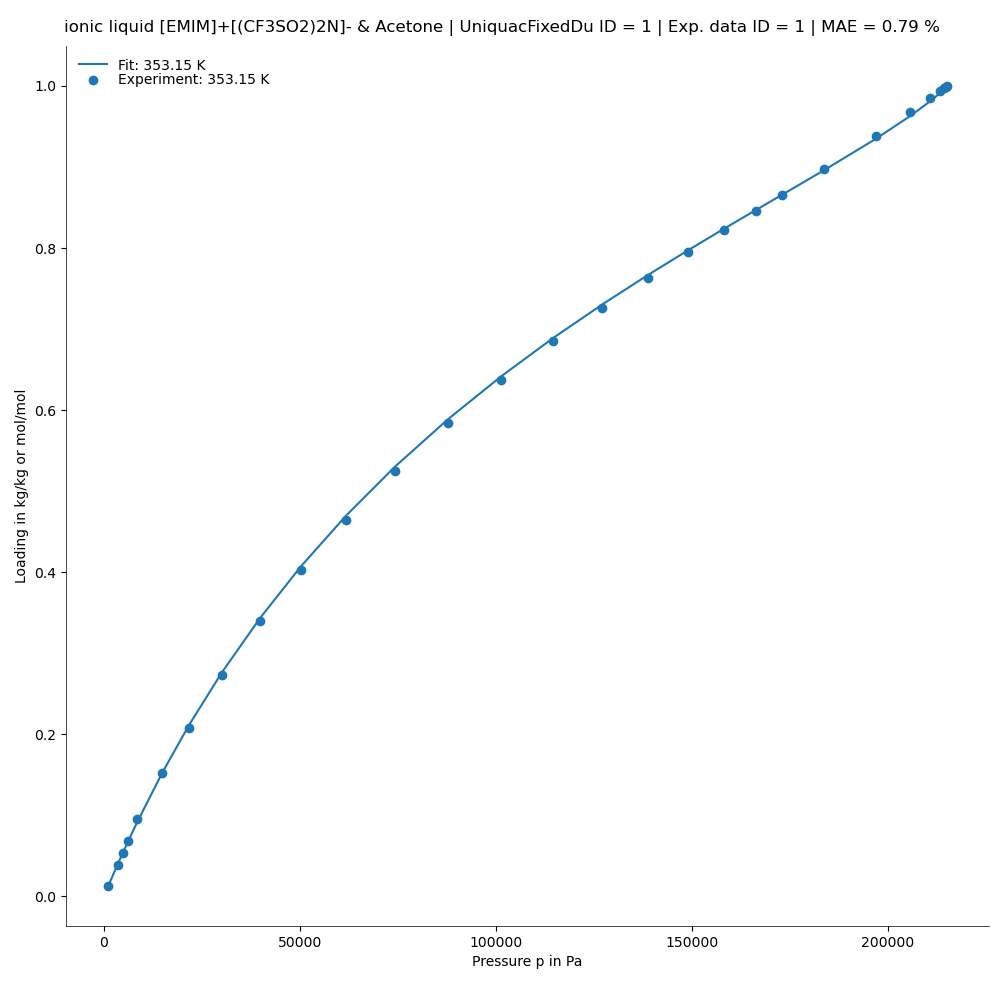 ionic liquid [EMIM]+[(CF3SO2)2N]- & Acetone | UniquacFixedDu ID = 1 | Exp. data ID = 1 | MAE = 0.79 %
Fit: 353.15 K
Experiment: 353.15 K
1.0
0.8
0.6
0.4
0.2
0.0
Loading in kg/kg or mol/mol
0 50000 100000 150000 200000
Pressure p in Pa